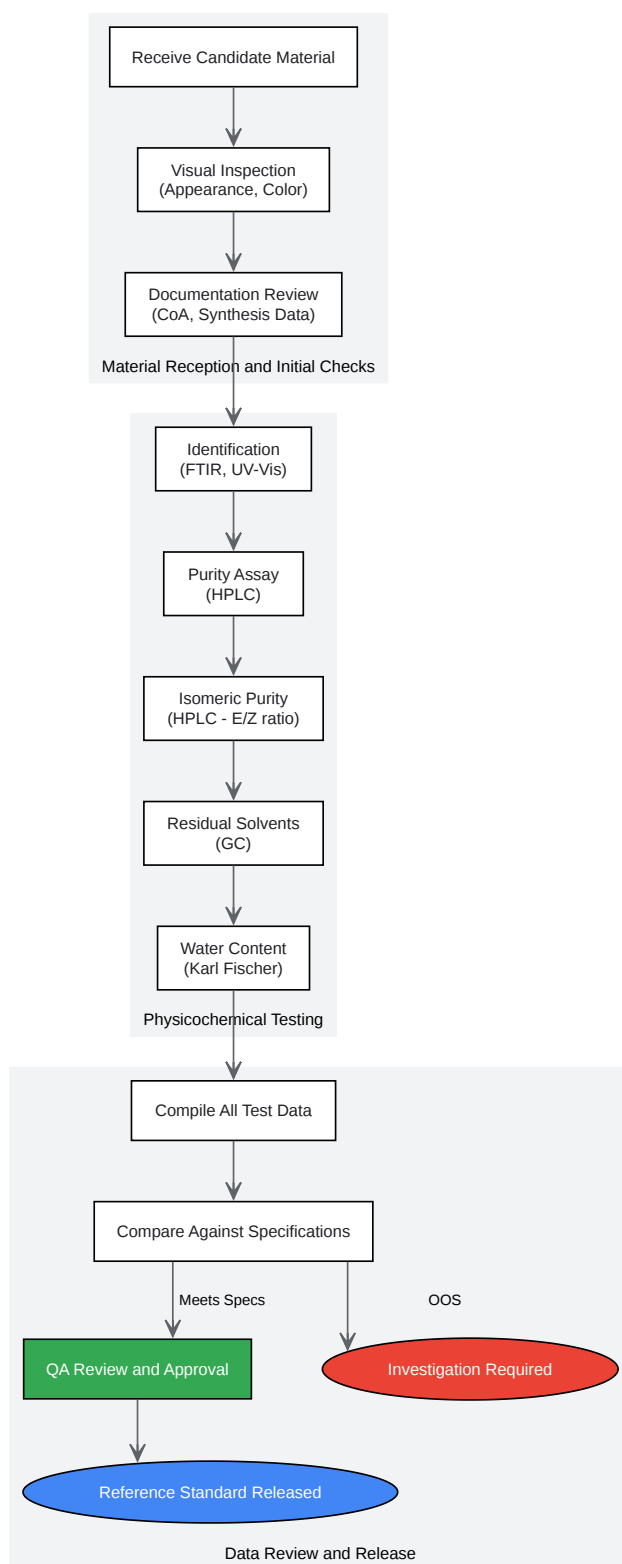 Receive Candidate Material
Visual Inspection
(Appearance, Color)
Documentation Review
(CoA, Synthesis Data)
Material Reception and Initial Checks
Identification
(FTIR, UV-Vis)
Purity Assay
(HPLC)
Isomeric Purity
(HPLC - E/Z ratio)
Residual Solvents
(GC)
Water Content
(Karl Fischer)
Physicochemical Testing
Compile All Test Data
Compare Against Specifications
Meets Specs
OOS
QA Review and Approval
Investigation Required
Reference Standard Released
Data Review and Release